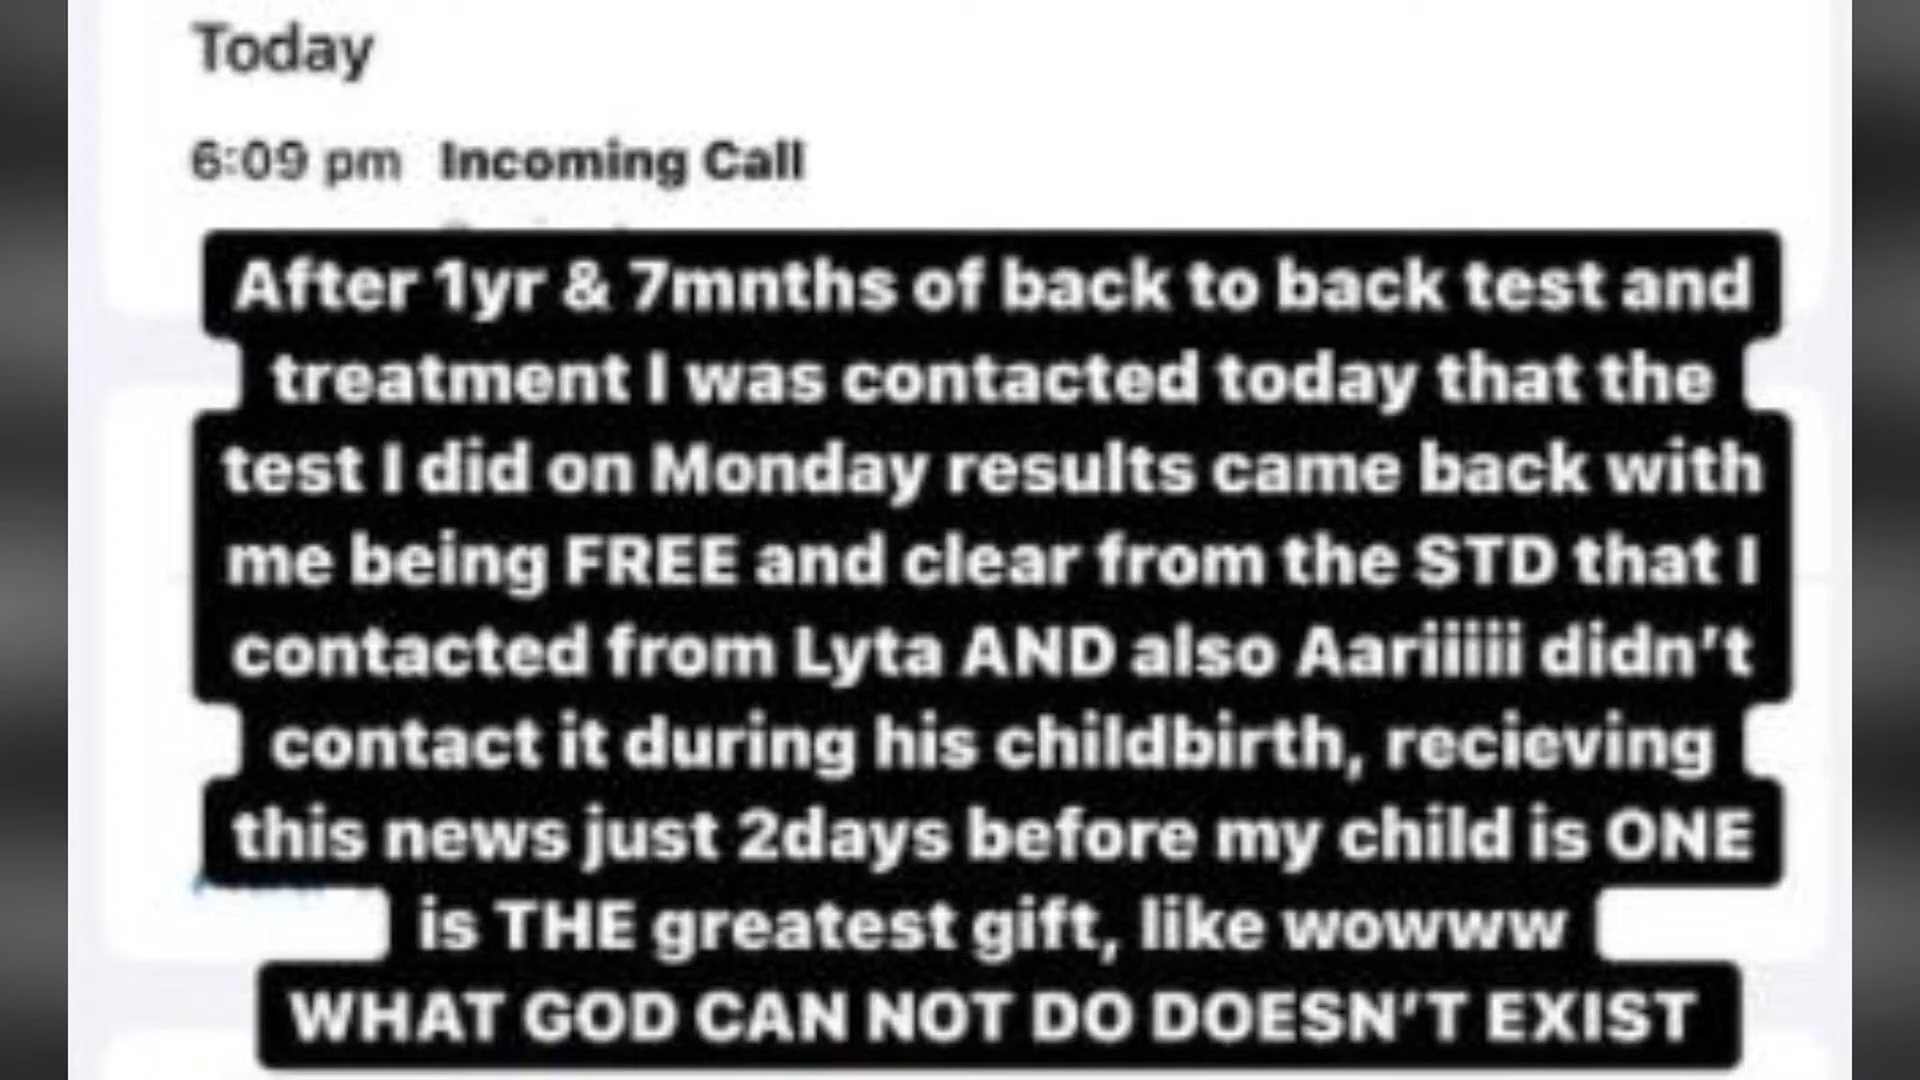 Today
6:09 pm Incoming Call
After 1yr & 7mnths of back to back test and
treatment I was contacted today that the
test I did on Monday results came back with
me being FREE and clear from the STD that I
contacted from Lyta AND also Aariiiii didn't
contact it during his childbirth, recieving
this news just 2days before my child is ONE
is THE greatest gift, like wowww
WHAT GOD CAN NOT DO DOESN'T EXIST